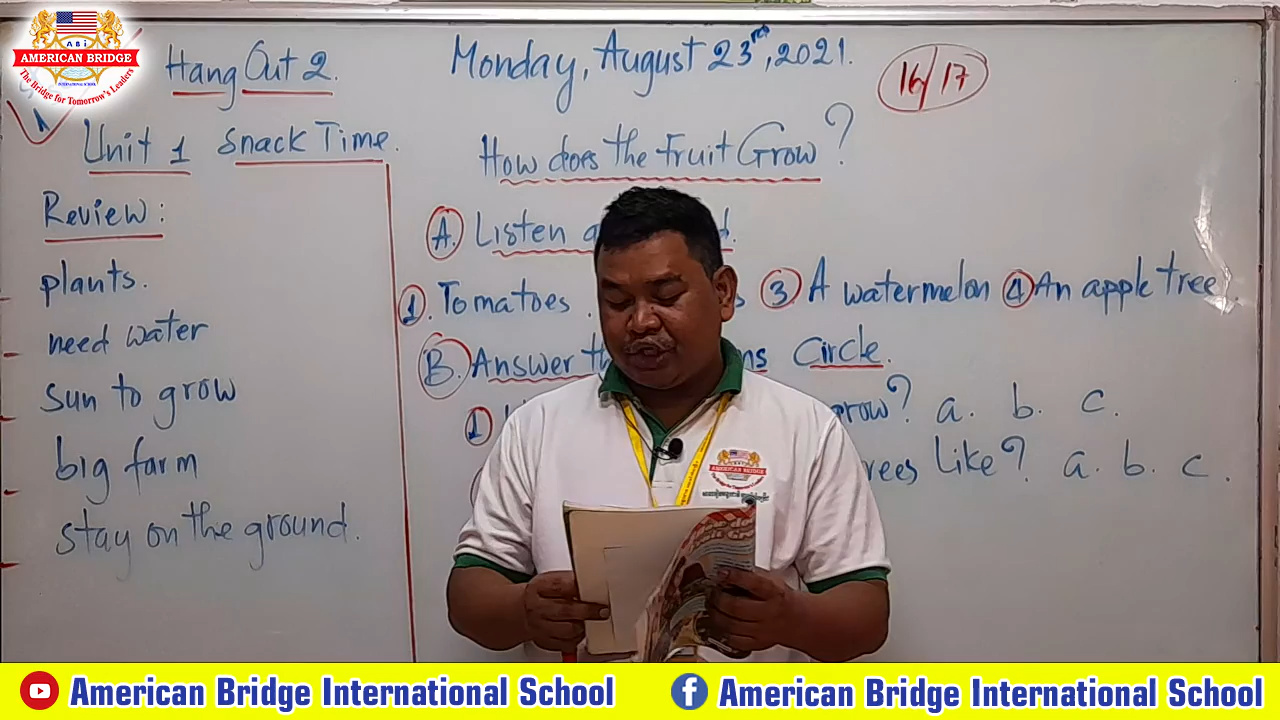 ABi
AMERICAN BRIDGE
INTERNATIONAL SCHOOL
The Bridge for Tomorrow's Leaders
Hang Out 2.
Monday, August 23rd, 2021.
16/17
Unit 1 Snack Time.
How does the Fruit Grow?
Review:
plants.
need water
sun to grow
big farm
stay on the ground.
A. Listen
1. Tomatoes. 3 A watermelon 4 An apple tree.
B. Answer Circle.
1 grow? a. b. c.
Like? a. b. c.
AMERICAN BRIDGE
American Bridge International School
American Bridge International School